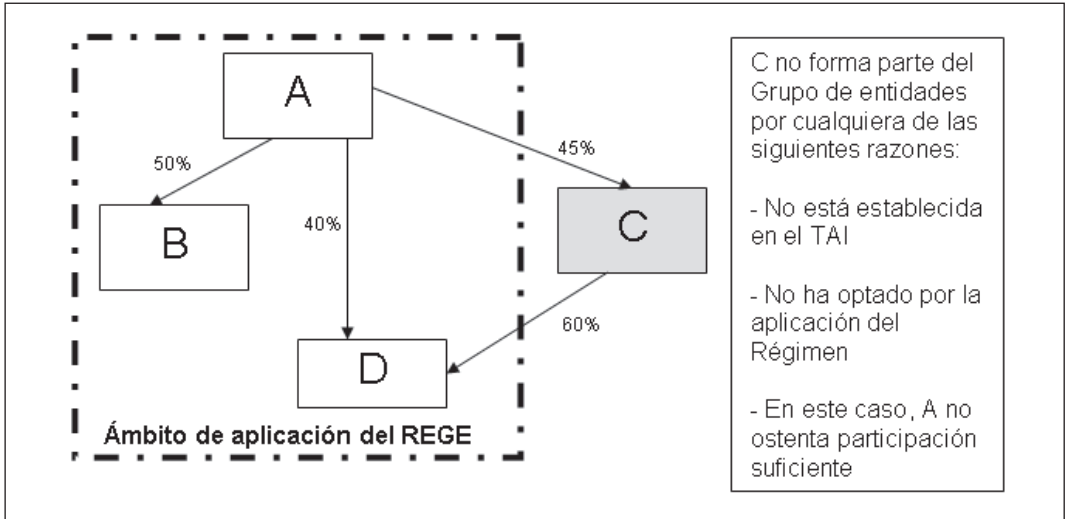 A
50%
45%
B
40%
C
60%
D
Ámbito de aplicación del REGE
C no forma parte del
Grupo de entidades
por cualquiera de las
siguientes razones:
- No está establecida
en el TAI
- No ha optado por la
aplicación del
Régimen
- En este caso, A no
ostenta participación
suficiente